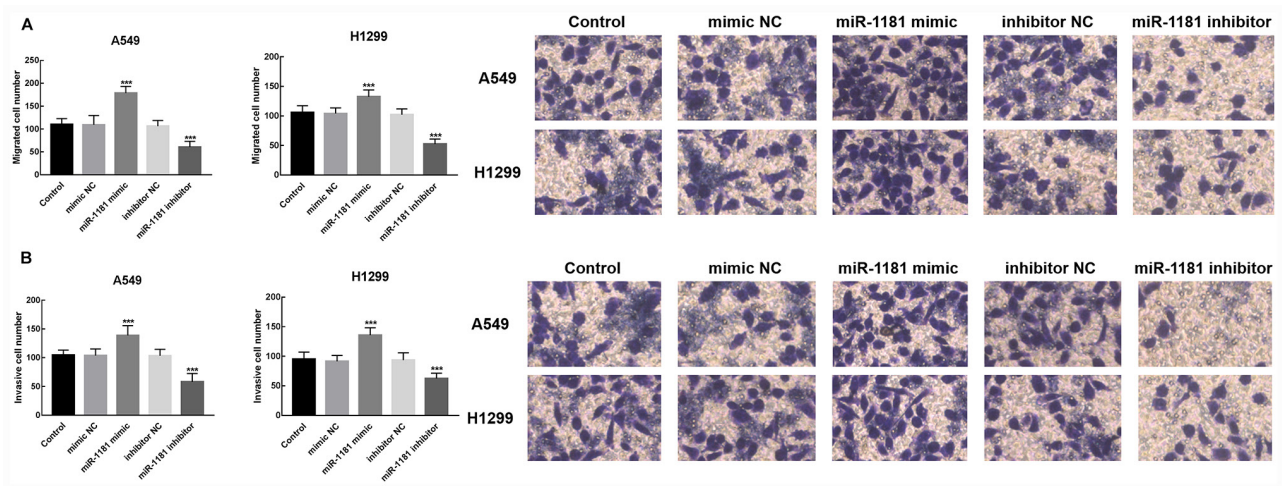 A
A549
Migrated cell number
250
200
150
100
50
0
***
***
Control
mimic NC
miR-1181 mimic
inhibitor NC
miR-1181 inhibitor
H1299
Migrated cell number
200
150
100
50
0
***
***
Control
mimic NC
miR-1181 mimic
inhibitor NC
miR-1181 inhibitor
Control mimic NC miR-1181 mimic inhibitor NC miR-1181 inhibitor
A549
H1299
B
A549
Invasive cell number
200
150
100
50
0
***
***
Control
mimic NC
miR-1181 mimic
inhibitor NC
miR-1181 inhibitor
H1299
Invasive cell number
200
150
100
50
0
***
***
Control
mimic NC
miR-1181 mimic
inhibitor NC
miR-1181 inhibitor
Control mimic NC miR-1181 mimic inhibitor NC miR-1181 inhibitor
A549
H1299